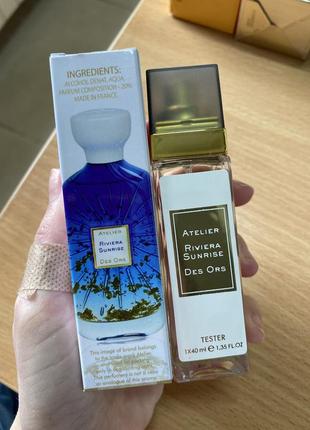 INGREDIENTS:
ALCOHOL DENAT, AQUA,
PARFUM COMPOSITION - 20%
MADE IN FRANCE.
ATELIER
RIVIERA
SUNRISE
DES ORS
This image of brand belongs
ATELIER
RIVIERA
SUNRISE
DES ORS
TESTER
1X40 ml e 1,35 FL.OZ